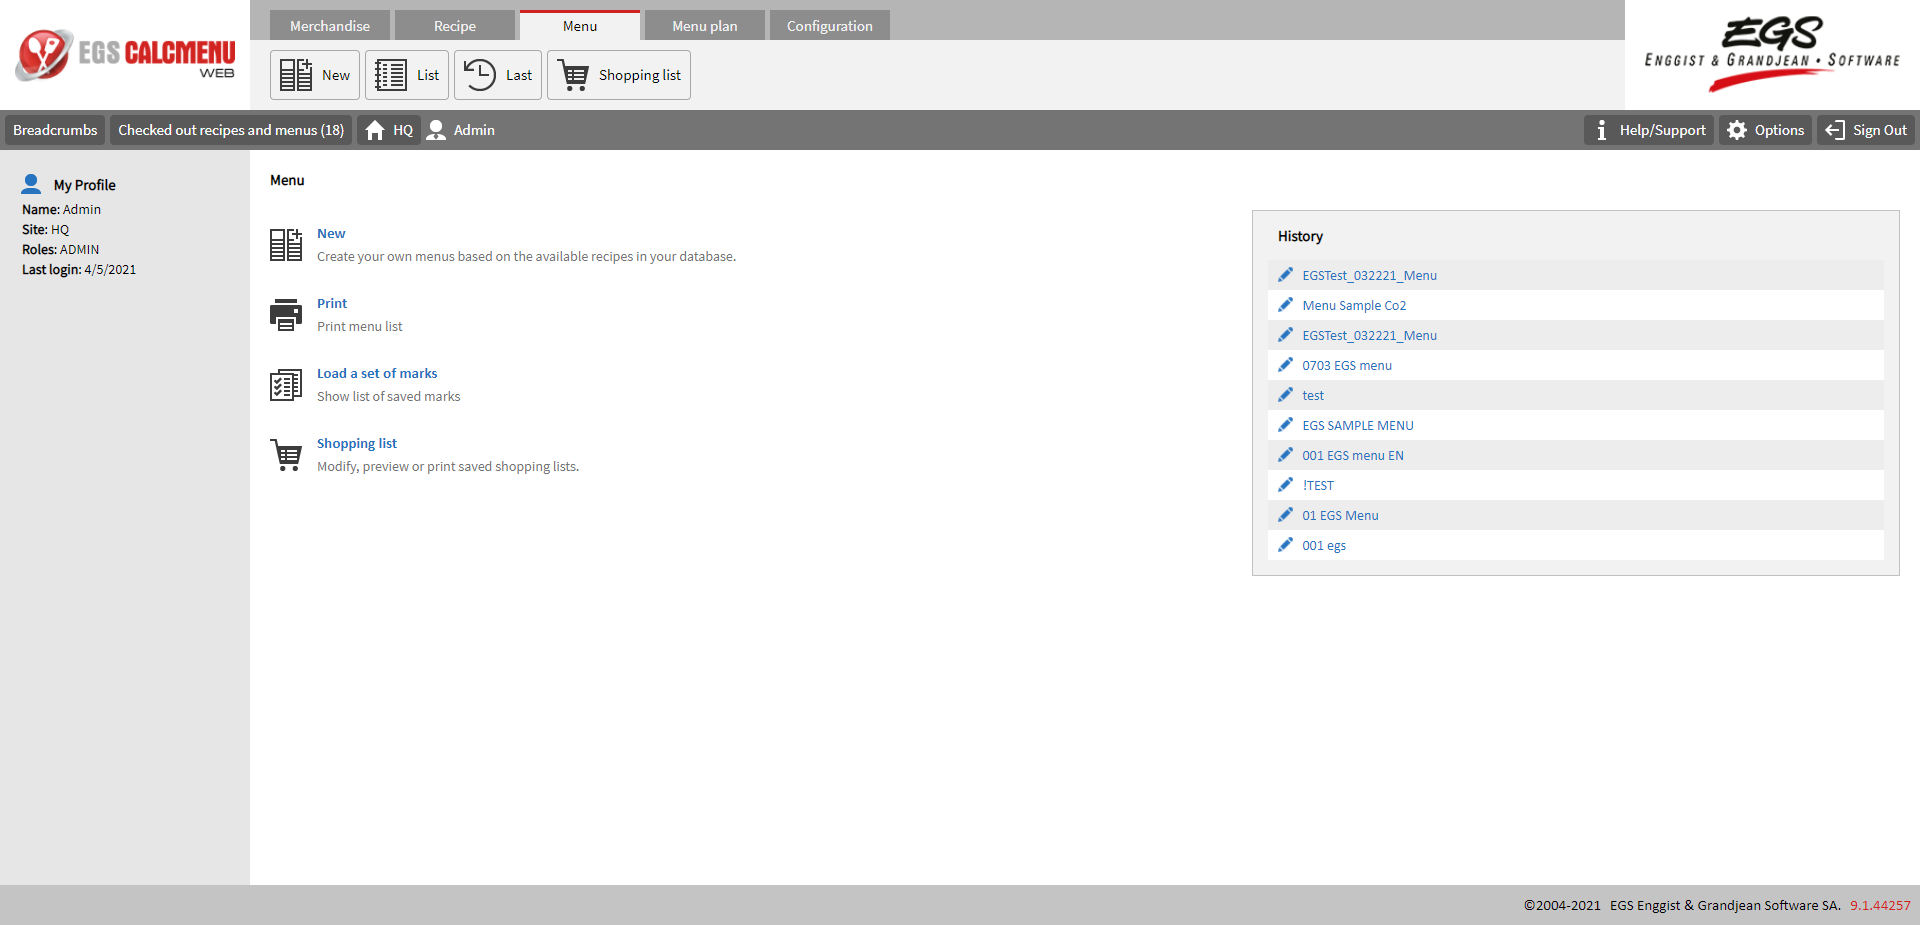 EGS CALCMENU
WEB
Merchandise
Recipe
Menu
Menu plan
Configuration
New
List
Last
Shopping list
EGS
ENGGIST & GRANDJEAN • SOFTWARE
Breadcrumbs
Checked out recipes and menus (18)
HQ
Admin
Help/Support
Options
Sign Out
My Profile
Name: Admin
Site: HQ
Roles: ADMIN
Last login: 4/5/2021
Menu
New
Create your own menus based on the available recipes in your database.
Print
Print menu list
Load a set of marks
Show list of saved marks
Shopping list
Modify, preview or print saved shopping lists.
History
EGSTest_032221_Menu
Menu Sample Co2
EGSTest_032221_Menu
0703 EGS menu
test
EGS SAMPLE MENU
001 EGS menu EN
!TEST
01 EGS Menu
001 egs
©2004-2021 EGS Enggist & Grandjean Software SA. 9.1.44257